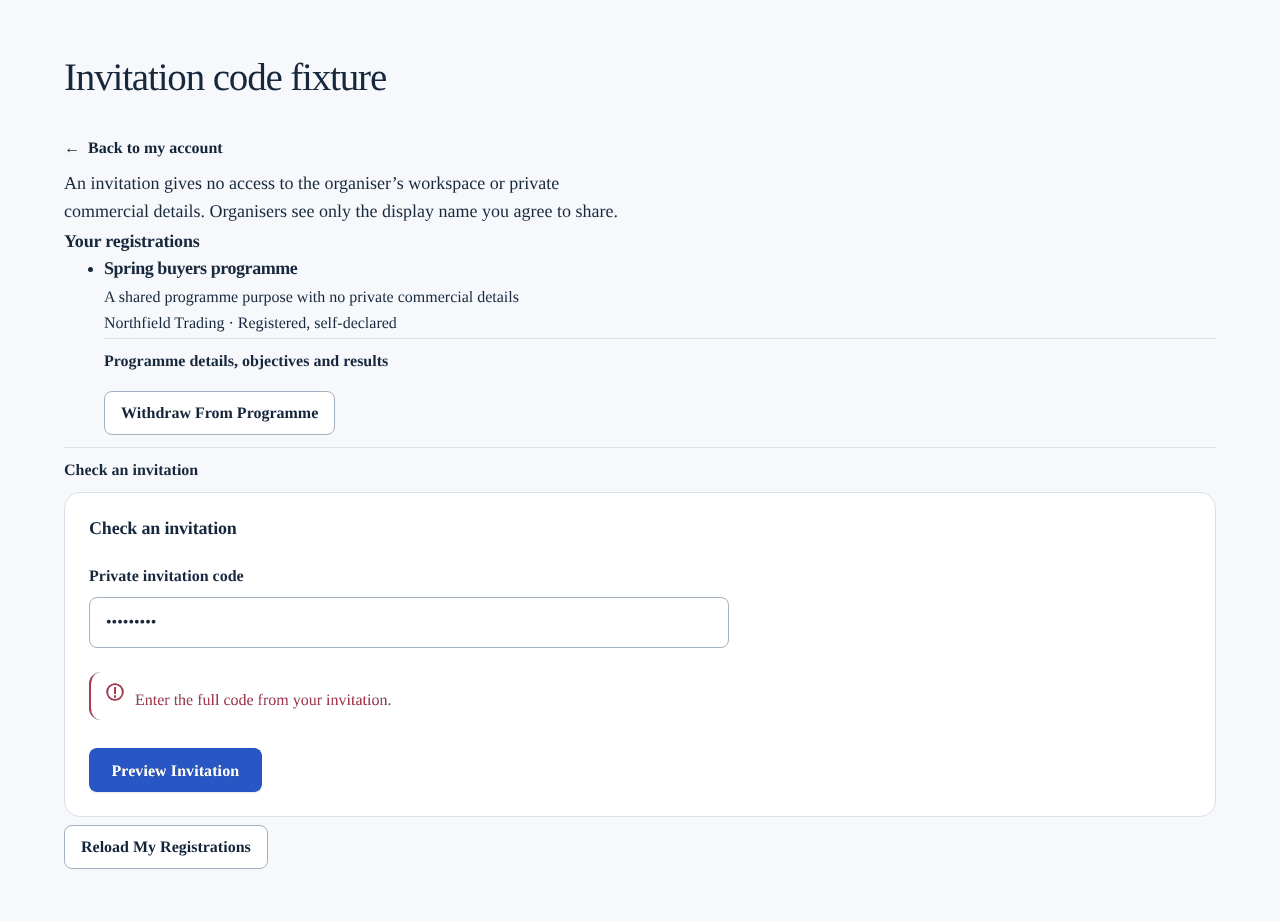 Invitation code fixture
← Back to my account
An invitation gives no access to the organiser’s workspace or private
commercial details. Organisers see only the display name you agree to share.
Your registrations
• Spring buyers programme
A shared programme purpose with no private commercial details
Northfield Trading · Registered, self-declared
Programme details, objectives and results
Withdraw From Programme
Check an invitation
Check an invitation
Private invitation code
•••••••••
Enter the full code from your invitation.
Preview Invitation
Reload My Registrations